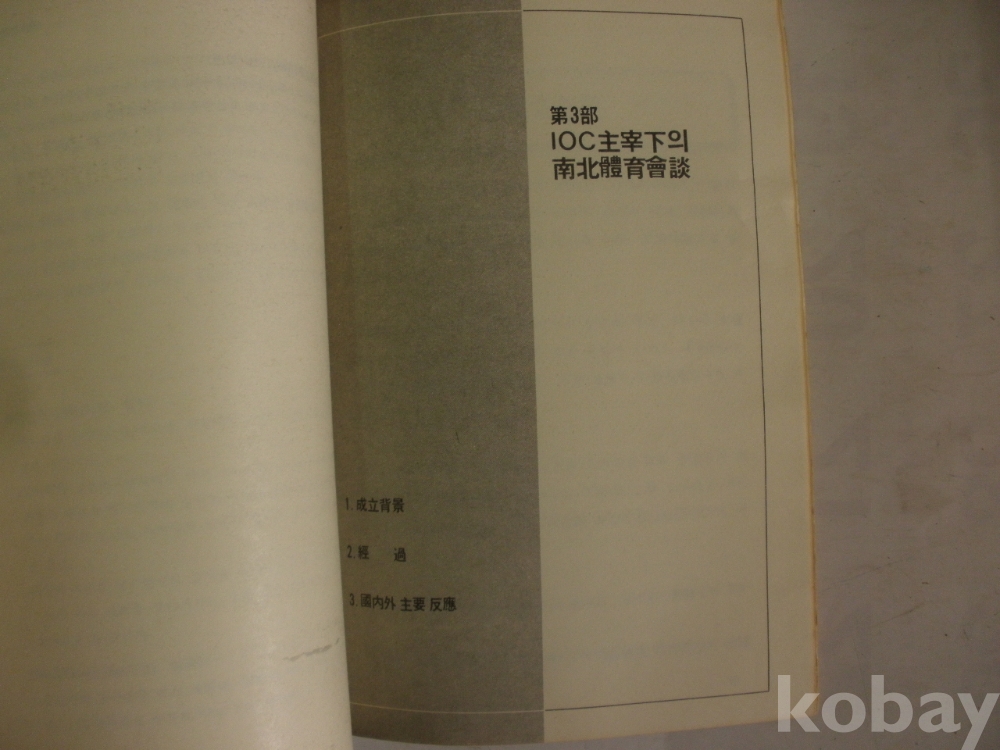 第3部
IOC主宰下의
南北體育會談
1. 成立背景
2. 經 過
3. 國内外 主要 反應
kobay